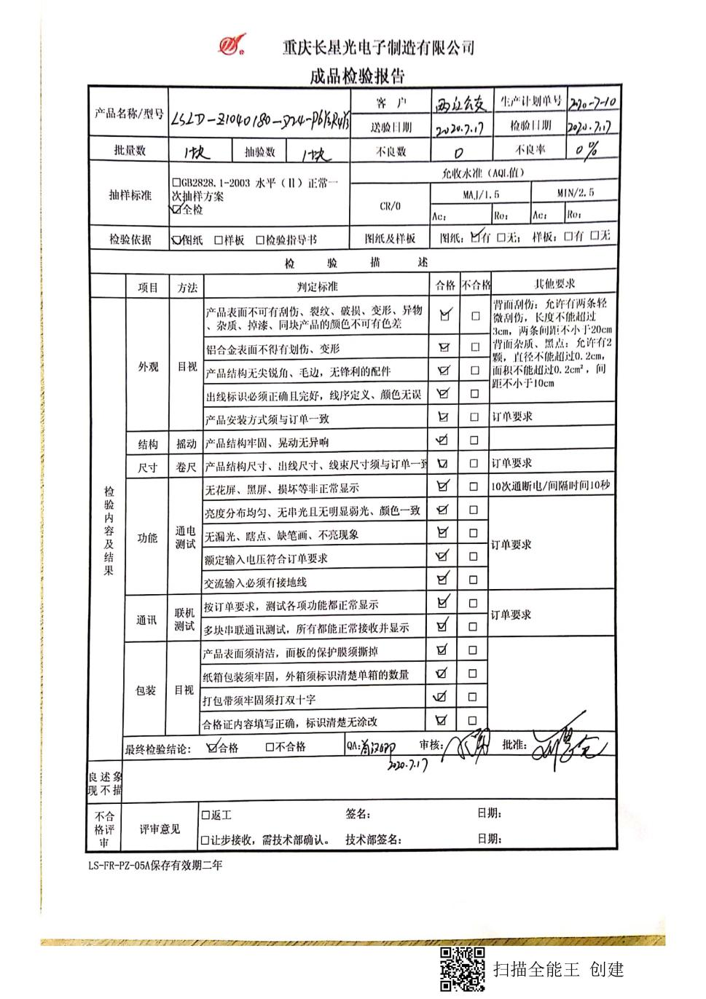 重庆长星光电子制造有限公司
成品检验报告
产品名称/型号
客 户
生产计划单号
2020-7-10
送验日期
2020.7.17
检验日期
2020.7.17
批量数
1块
抽验数
1块
不良数
0
不良率
0%
抽样标准
□GB2828.1-2003 水平（Ⅱ）正常一
次抽样方案
☑全检
允收水准（AQL值）
CR/0
MAJ/1.5
MIN/2.5
Ac:
Ro:
Ac:
Ro:
检验依据
☑图纸 □样板 □检验指导书
图纸及样板
图纸: ☑有 □无; 样板: □有 □无
检 验 描 述
项目
方法
判定标准
合格
不合格
其他要求
检验内容及结果
外观
目视
产品表面不可有刮伤、裂纹、破损、变形、异物
、杂质、掉漆、同块产品的颜色不可有色差
☑ □
背面刮伤: 允许有两条轻
微刮伤, 长度不能超过
3cm, 两条间距不小于20cm
背面杂质、黑点: 允许有2
颗, 直径不能超过0.2cm,
面积不能超过0.2cm², 间
距不小于10cm
铝合金表面不得有划伤、变形
☑ □
产品结构无尖锐角、毛边, 无锋利的配件
☑ □
出线标识必须正确且完好, 线序定义、颜色无误
☑ □
产品安装方式须与订单一致
☑ □
订单要求
结构
摇动
产品结构牢固、晃动无异响
☑ □
尺寸
卷尺
产品结构尺寸、出线尺寸、线束尺寸须与订单一致
☑ □
订单要求
功能
通电
测试
无花屏、黑屏、损坏等非正常显示
☑ □
10次通断电/间隔时间10秒
亮度分布均匀、无串光且无明显弱光、颜色一致
☑ □
无漏光、瞎点、缺笔画、不亮现象
☑ □
订单要求
额定输入电压符合订单要求
☑ □
交流输入必须有接地线
☑ □
通讯
联机
测试
按订单要求, 测试各项功能都正常显示
☑ □
订单要求
多块串联通讯测试, 所有都能正常接收并显示
☑ □
包装
目视
产品表面须清洁, 面板的保护膜须撕掉
☑ □
纸箱包装须牢固, 外箱须标识清楚单箱的数量
☑ □
打包带须牢固须打双十字
☑ □
合格证内容填写正确, 标识清楚无涂改
☑ □
最终检验结论: ☑合格 □不合格
QA:
审核:
批准:
2020.7.17
良 述 象
现 不 描
不合
格评
审
评审意见
□返工 签名: 日期:
□让步接收, 需技术部确认。 技术部签名: 日期:
LS-FR-PZ-05A保存有效期二年
扫描全能王 创建